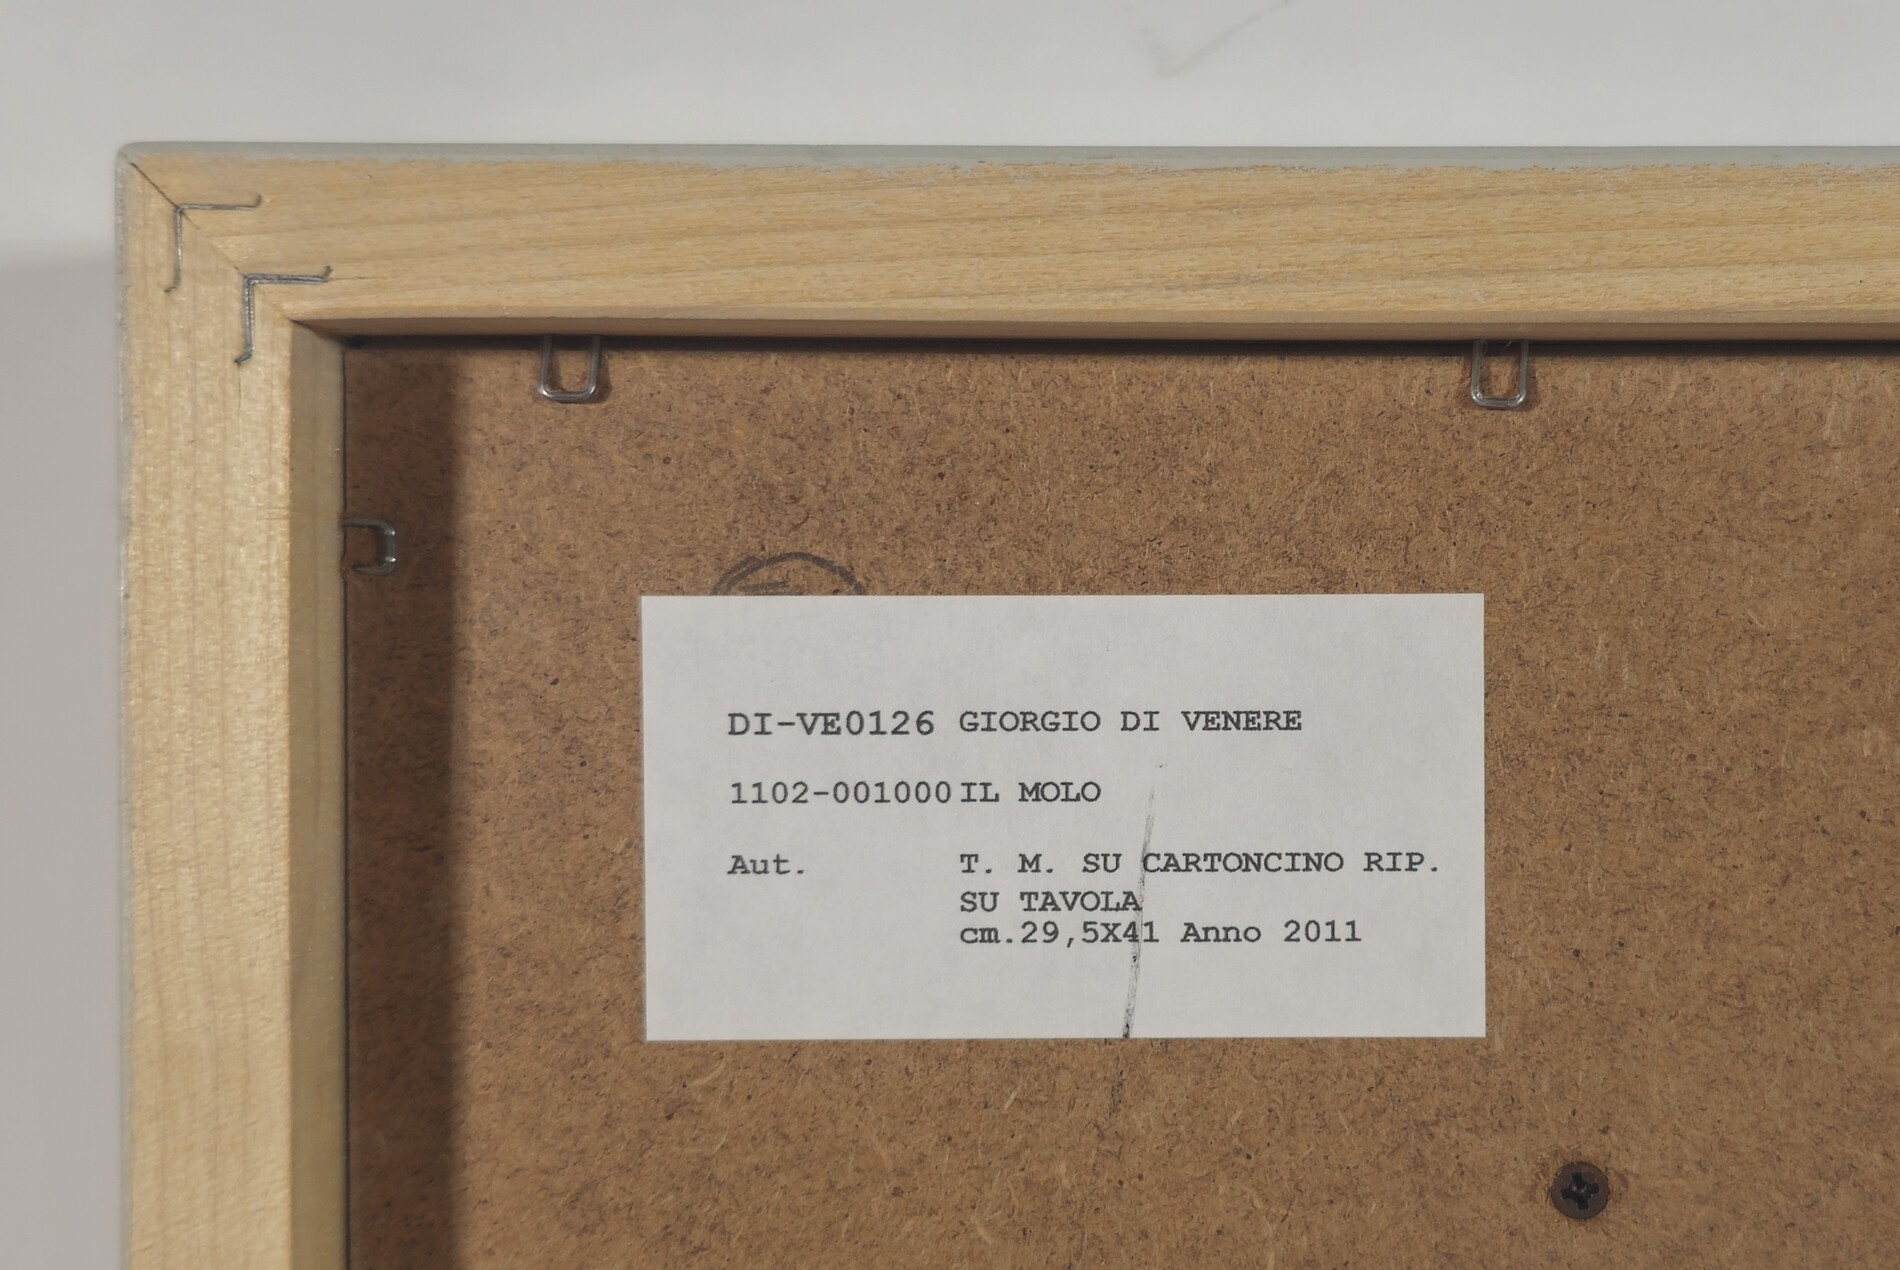 DI-VE0126 GIORGIO DI VENERE
1102-001000 IL MOLO
Aut. T. M. SU CARTONCINO RIP.
SU TAVOLA
cm.29,5X41 Anno 2011